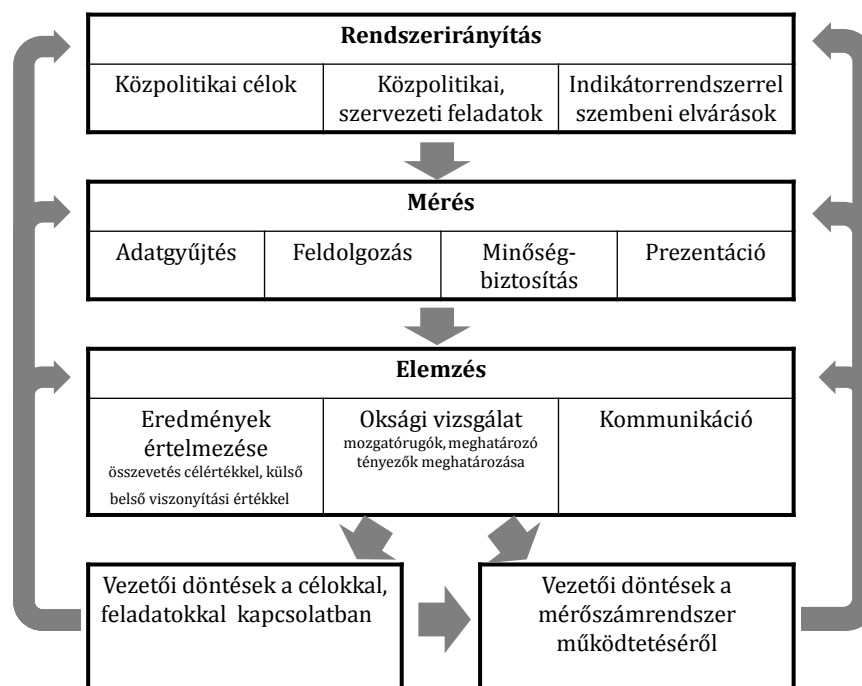 Rendszerirányítás
Közpolitikai célok
Közpolitikai,
szervezeti feladatok
Indikátorrendszerrel
szembeni elvárások
Mérés
Adatgyűjtés
Feldolgozás
Minőség-
biztosítás
Prezentáció
Elemzés
Eredmények
értelmezése
összevetés célértékkel, külső
belső viszonyítási értékkel
Oksági vizsgálat
mozgatórugók, meghatározó
tényezők meghatározása
Kommunikáció
Vezetői döntések a célokkal,
feladatokkal kapcsolatban
Vezetői döntések a
mérőszámrendszer
működtetéséről